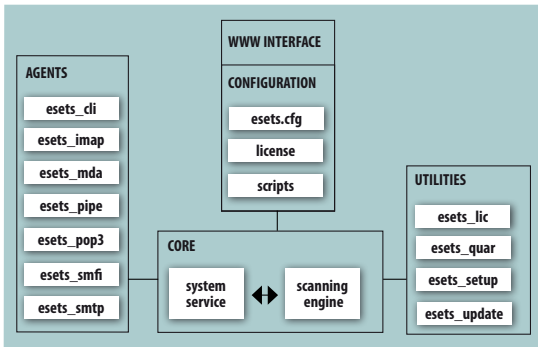 AGENTS
esets_cli
esets_imap
esets_mda
esets_pipe
esets_pop3
esets_smfi
esets_smtp
WWW INTERFACE
CONFIGURATION
esets.cfg
license
scripts
CORE
system
service
scanning
engine
UTILITIES
esets_lic
esets_quar
esets_setup
esets_update